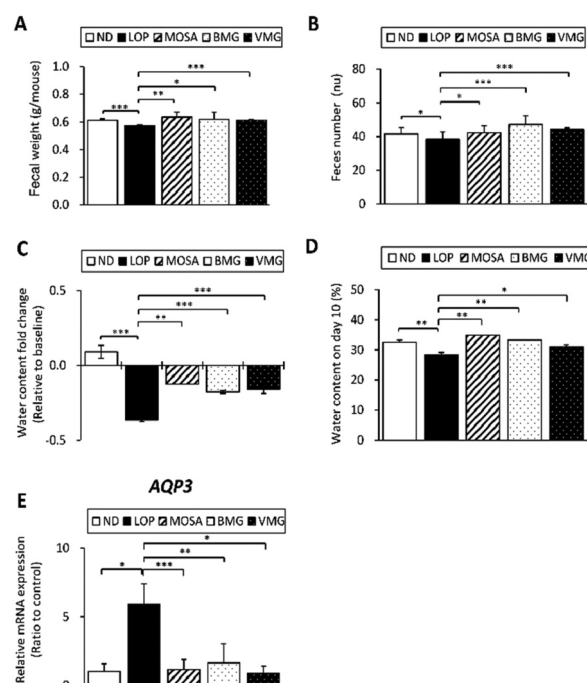 A
ND LOP MOSA BMG VMG
Fecal weight (g/mouse)
1.0
0.8
0.6
0.4
0.2
0.0
***
**
*
***
B
ND LOP MOSA BMG VMG
Feces number (nu)
80
60
40
20
0
*
*
***
***
C
ND LOP MOSA BMG VMG
Water content fold change
(Relative to baseline)
0.5
0.0
-0.5
***
**
***
***
D
ND LOP MOSA BMG VMG
Water content on day 10 (%)
50
40
30
20
10
0
**
**
**
*
E
AQP3
ND LOP MOSA BMG VMG
Relative mRNA expression
(Ratio to control)
10
5
*
***
**
*